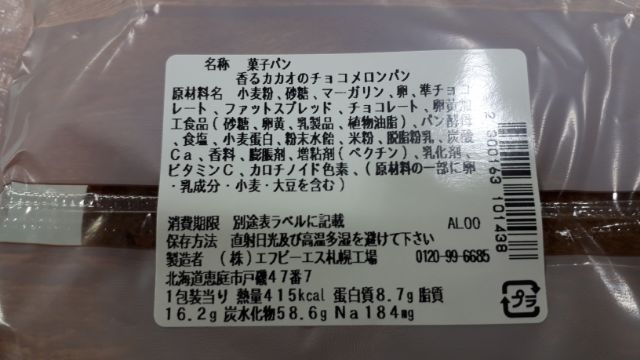 名称 菓子パン
香るカカオのチョコメロンパン
原材料名 小麦粉、砂糖、マーガリン、卵、準チョコ
レート、ファットスプレッド、チョコレート、卵黄加
工食品(砂糖、卵黄、乳製品、植物油脂)、パン酵母
、食塩、小麦蛋白、粉末水飴、米粉、脱脂粉乳、炭酸
Ca、香料、膨脹剤、増粘剤(ペクチン)、乳化剤、
ビタミンC、カロチノイド色素、(原材料の一部に卵
・乳成分・小麦・大豆を含む)
消費期限 別途表ラベルに記載 AL00
保存方法 直射日光及び高温多湿を避けて下さい
製造者 (株)エフビーエス札幌工場 0120-99-6685
北海道恵庭市戸磯47番7
1包装当り 熱量415kcal 蛋白質8.7g 脂質
16.2g 炭水化物58.6g Na184mg
2 300163 101438
プラ